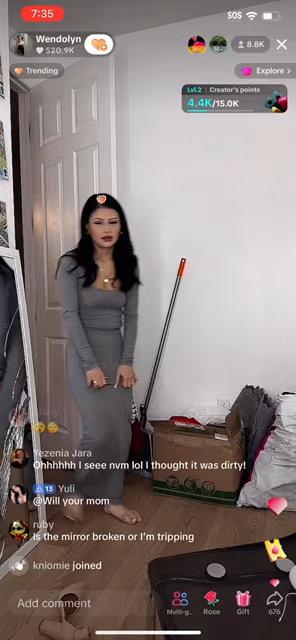 7:35
SOS
Wendolyn
520.9K
8.8K
Trending
Explore >
Lvl.2 | Creator's points
4.4K/15.0K
Yezenia Jara
Ohhhhhh I seee nvm lol I thought it was dirty!
13 Yuli
@Will your mom
ruby
Is the mirror broken or I'm tripping
kniomie joined
Add comment
Multi-g...
Rose
Gift
676